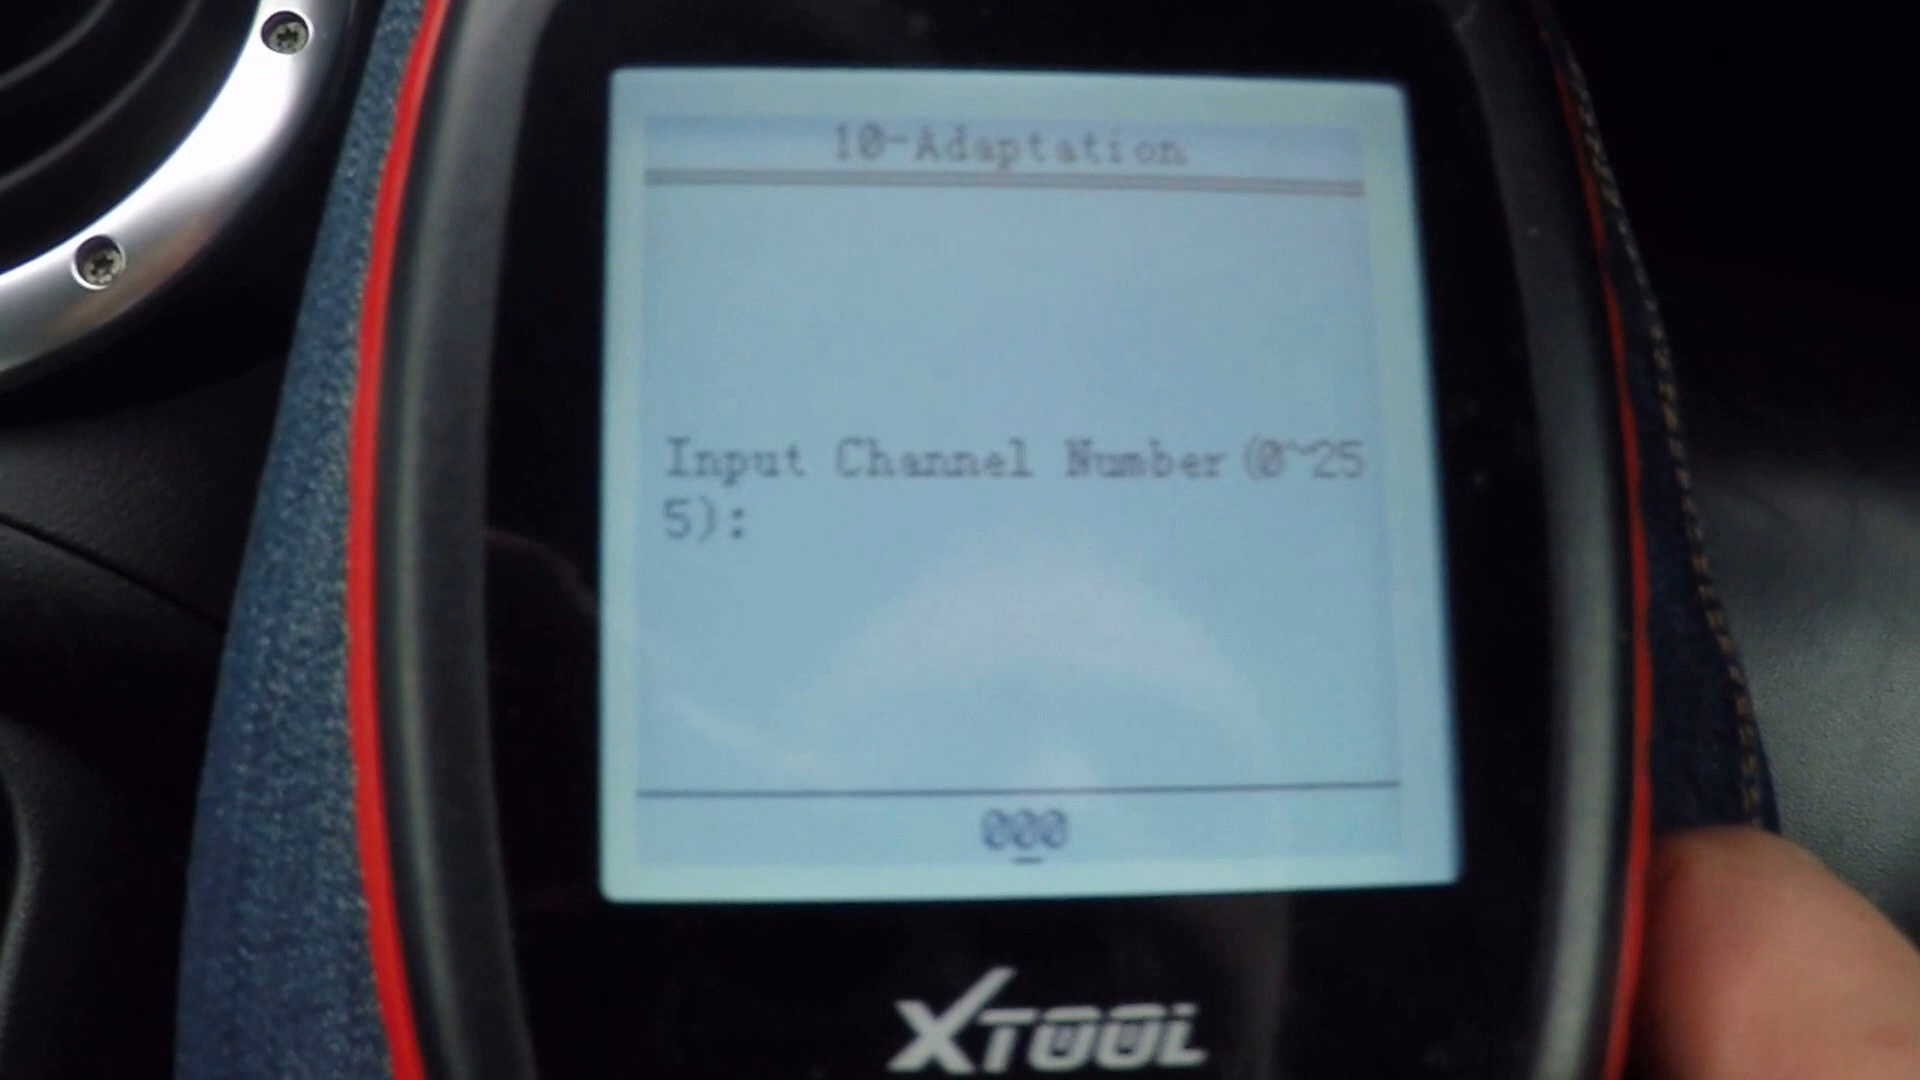 10-Adaptation
Input Channel Number(0~25
5):
000
XTOOL